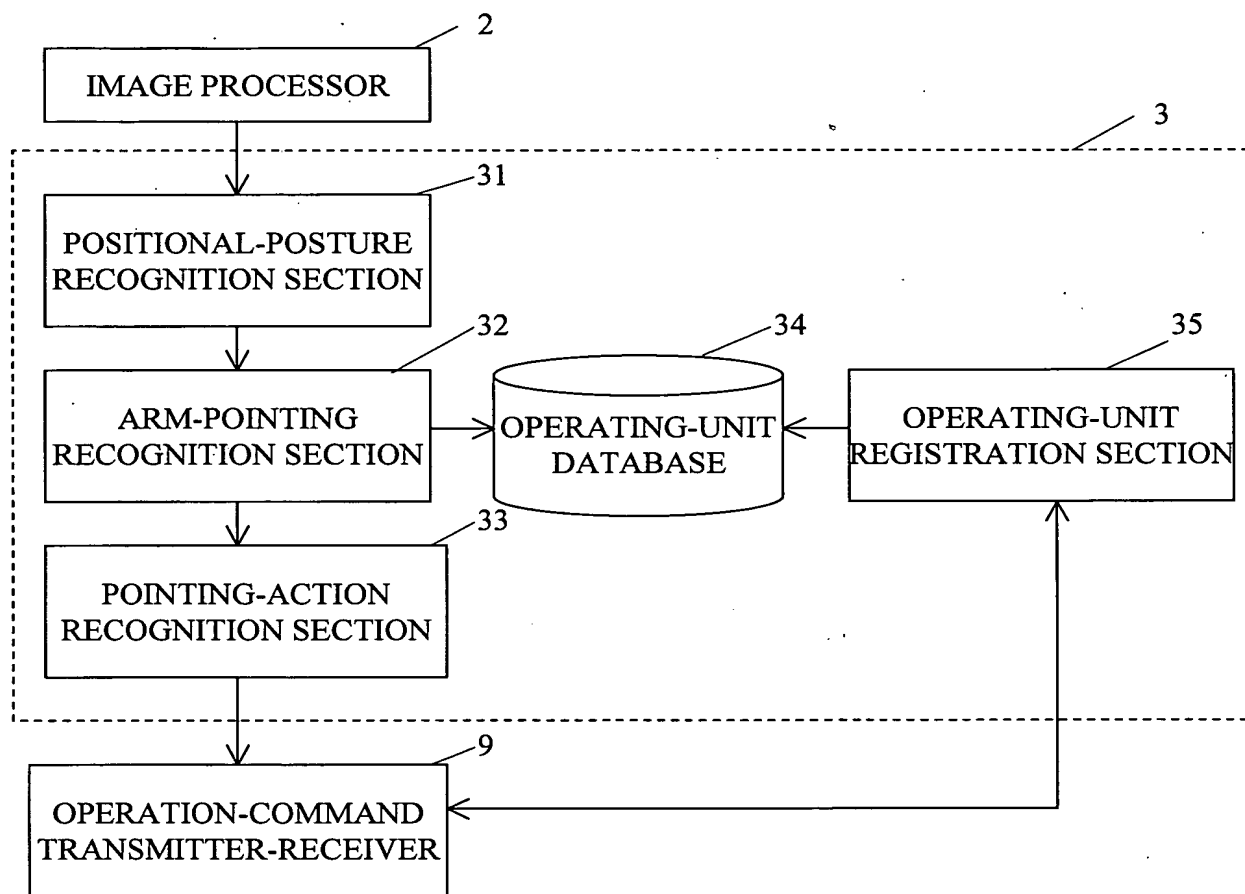 2
IMAGE PROCESSOR
3
31
POSITIONAL-POSTURE
RECOGNITION SECTION
32
34
35
ARM-POINTING
RECOGNITION SECTION
OPERATING-UNIT
DATABASE
OPERATING-UNIT
REGISTRATION SECTION
33
POINTING-ACTION
RECOGNITION SECTION
9
OPERATION-COMMAND
TRANSMITTER-RECEIVER